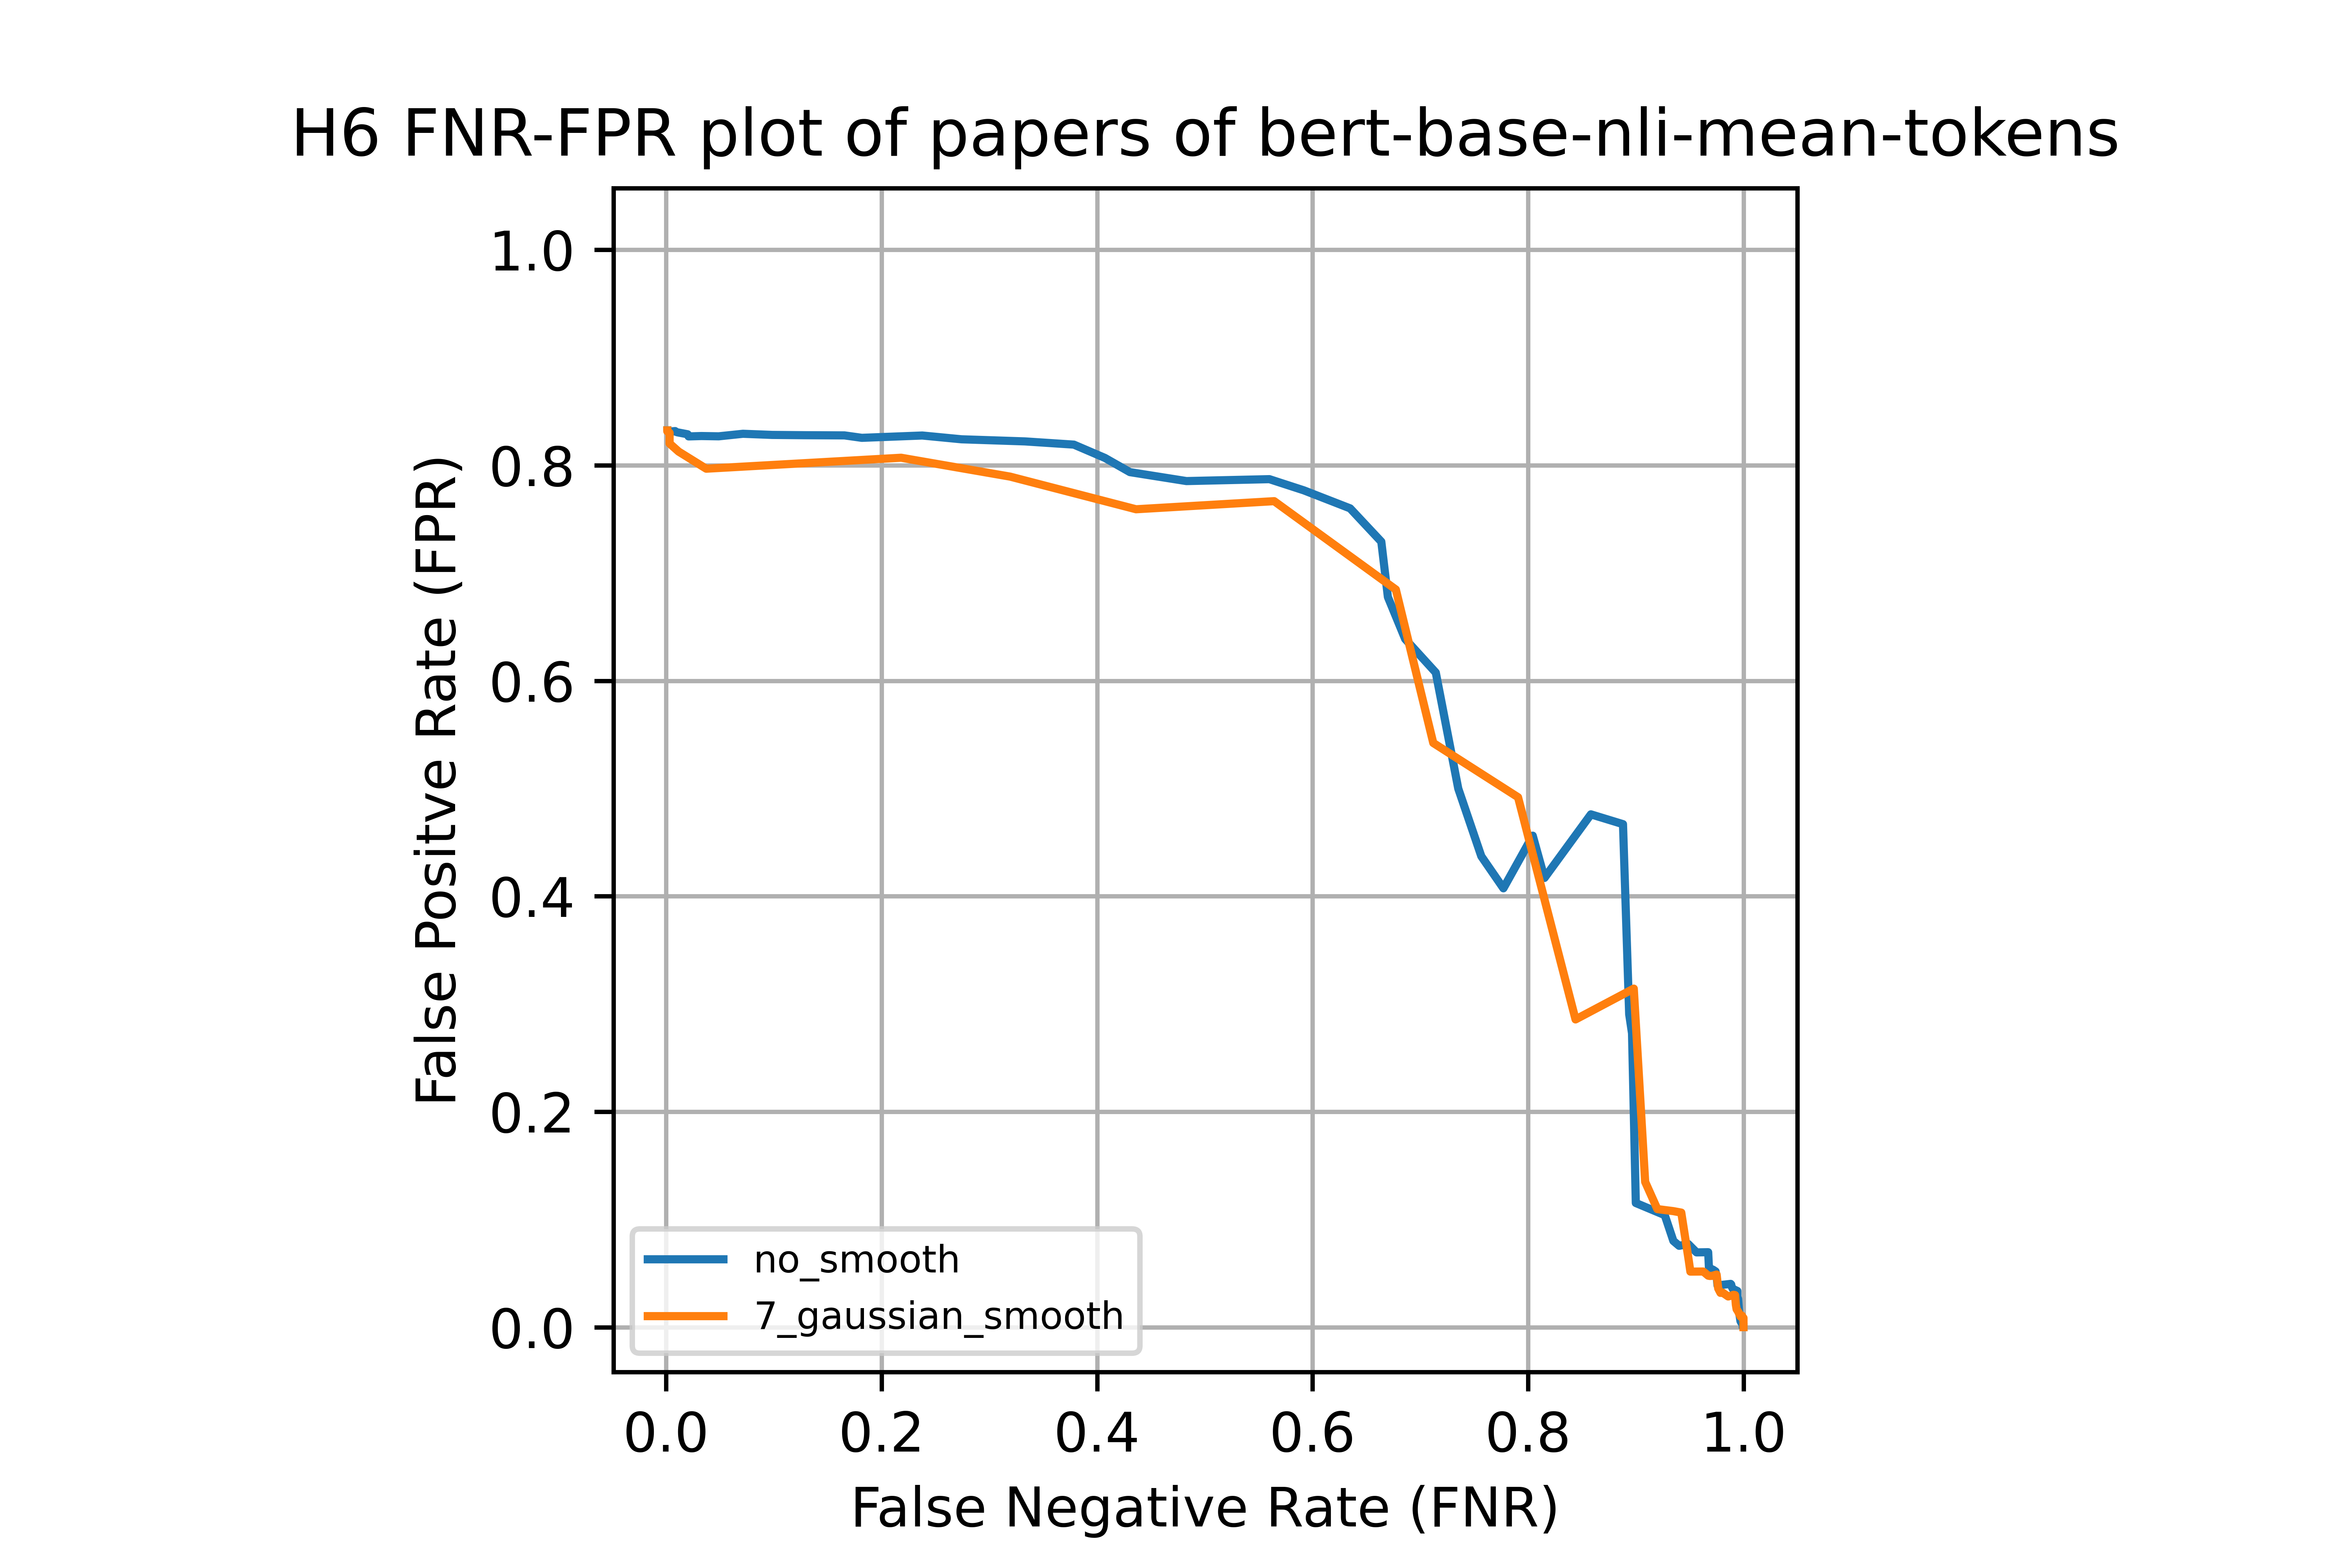 H6 FNR-FPR plot of papers of bert-base-nli-mean-tokens
1.0
0.8
0.6
0.4
0.2
0.0
False Positve Rate (FPR)
no_smooth
7_gaussian_smooth
0.0 0.2 0.4 0.6 0.8 1.0
False Negative Rate (FNR)